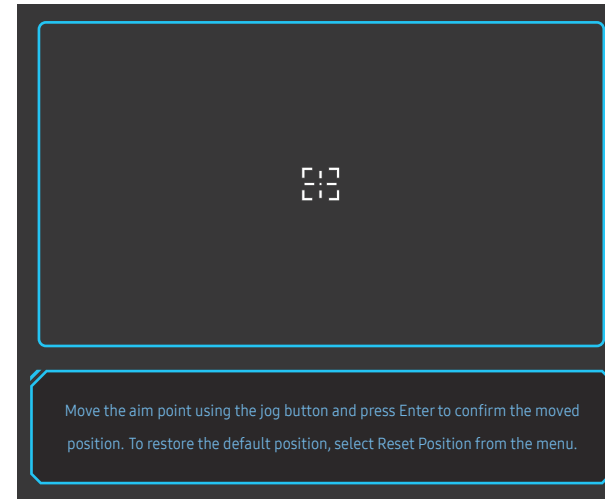 Move the aim point using the jog button and press Enter to confirm the moved
position. To restore the default position, select Reset Position from the menu.